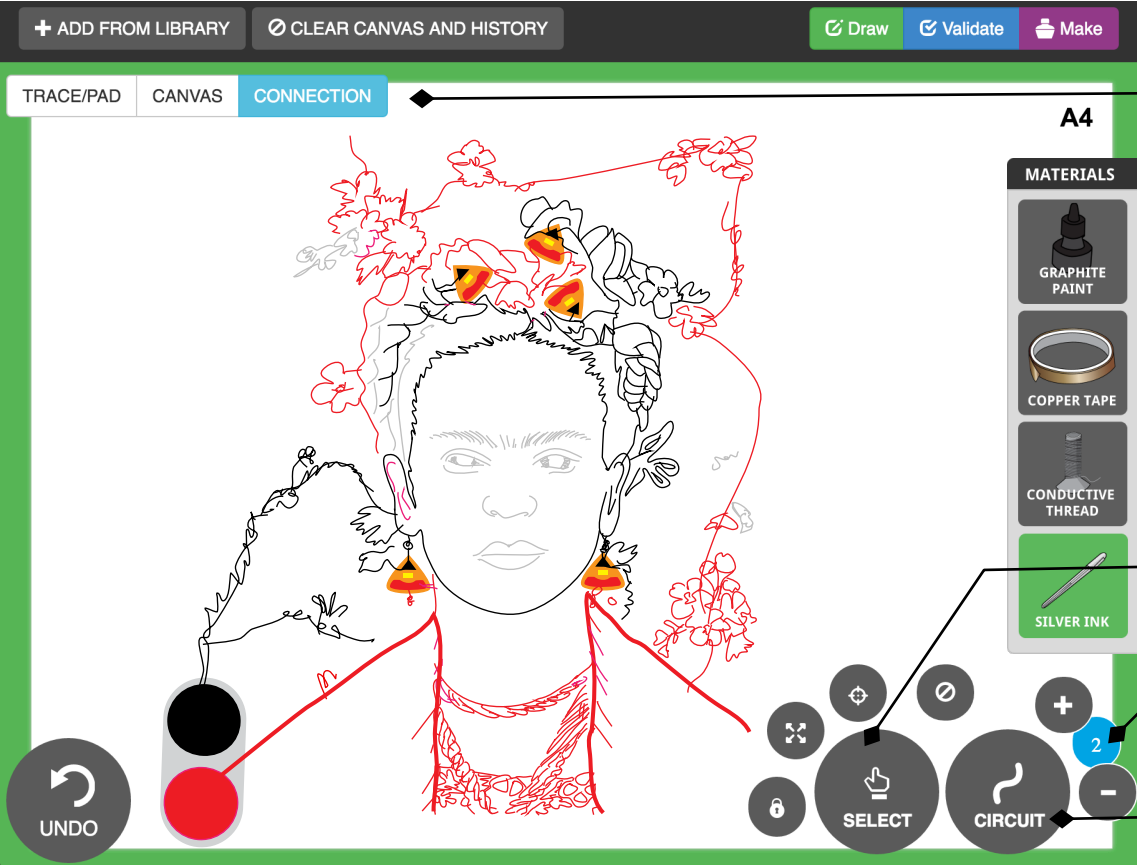 ADD FROM LIBRARY
CLEAR CANVAS AND HISTORY
Draw
Validate
Make
TRACE/PAD
CANVAS
CONNECTION
A4
MATERIALS
GRAPHITE
PAINT
COPPER TAPE
CONDUCTIVE
THREAD
SILVER INK
2
UNDO
SELECT
CIRCUIT